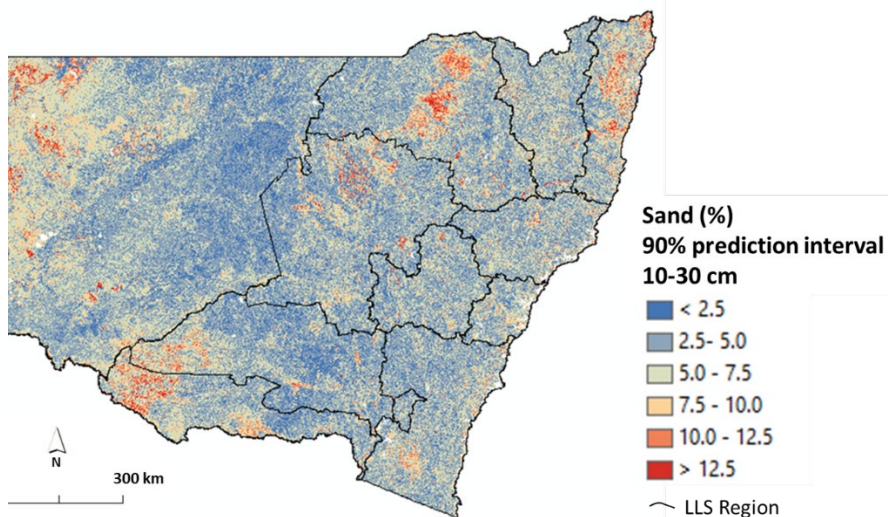 Sand (%)
90% prediction interval
10-30 cm
< 2.5
2.5- 5.0
5.0 - 7.5
7.5 - 10.0
10.0 - 12.5
> 12.5
LLS Region
N
300 km